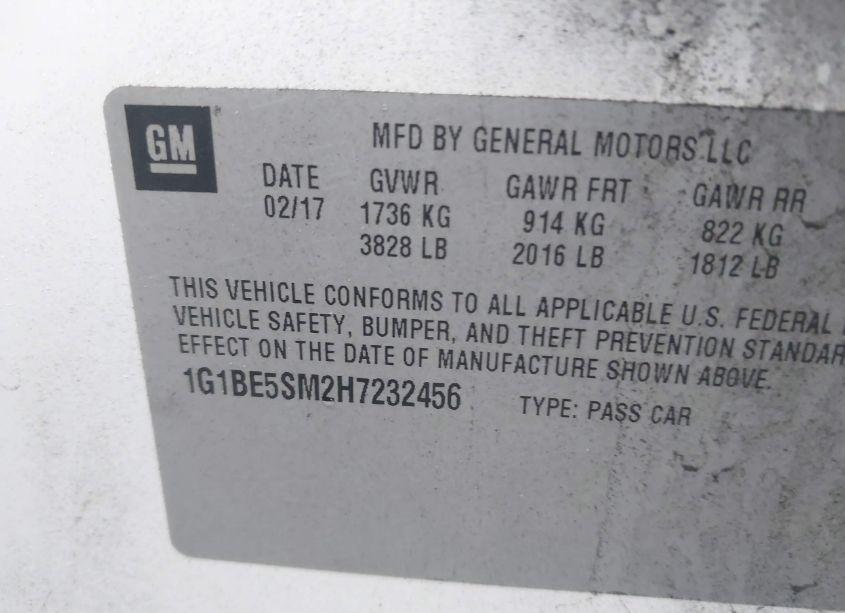 GM
MFD BY GENERAL MOTORS LLC
DATE GVWR GAWR FRT GAWR RR
02/17 1736 KG 914 KG 822 KG
3828 LB 2016 LB 1812 LB
THIS VEHICLE CONFORMS TO ALL APPLICABLE U.S. FEDERAL
VEHICLE SAFETY, BUMPER, AND THEFT PREVENTION STANDAR
EFFECT ON THE DATE OF MANUFACTURE SHOWN ABOVE.
1G1BE5SM2H7232456 TYPE: PASS CAR